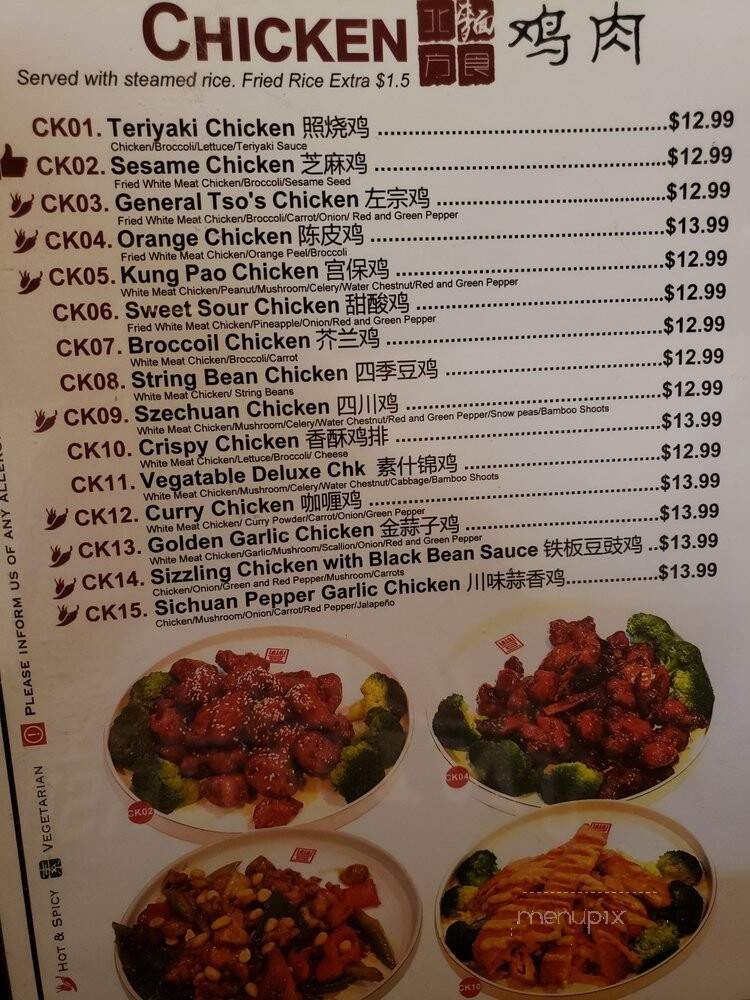 CHICKEN 麵方食 鸡肉
Served with steamed rice. Fried Rice Extra $1.5
CK01. Teriyaki Chicken 照烧鸡 ........................ $12.99
Chicken/Broccoli/Lettuce/Teriyaki Sauce
CK02. Sesame Chicken 芝麻鸡 ........................ $12.99
Fried White Meat Chicken/Broccoli/Sesame Seed
CK03. General Tso's Chicken 左宗鸡 ........................ $12.99
Fried White Meat Chicken/Broccoli/Carrot/Onion/ Red and Green Pepper
CK04. Orange Chicken 陈皮鸡 ........................ $13.99
Fried White Meat Chicken/Orange Peel/Broccoli
CK05. Kung Pao Chicken 宫保鸡 ........................ $12.99
White Meat Chicken/Peanut/Mushroom/Celery/Water Chestnut/Red and Green Pepper
CK06. Sweet Sour Chicken 甜酸鸡 ........................ $12.99
Fried White Meat Chicken/Pineapple/Onion/Red and Green Pepper
CK07. Broccoil Chicken 芥兰鸡 ........................ $12.99
White Meat Chicken/Broccoli/Carrot
CK08. String Bean Chicken 四季豆鸡 ........................ $12.99
White Meat Chicken/ String Beans
CK09. Szechuan Chicken 四川鸡 ........................ $12.99
White Meat Chicken/Mushroom/Celery/Water Chestnut/Red and Green Pepper/Snow peas/Bamboo Shoots
CK10. Crispy Chicken 香酥鸡排 ........................ $13.99
White Meat Chicken/Lettuce/Broccoli/ Cheese
CK11. Vegatable Deluxe Chk 素什锦鸡 ........................ $12.99
White Meat Chicken/Mushroom/Celery/Water Chestnut/Cabbage/Bamboo Shoots
CK12. Curry Chicken 咖喱鸡 ........................ $13.99
White Meat Chicken/ Curry Powder/Carrot/Onion/Green Pepper
CK13. Golden Garlic Chicken 金蒜子鸡 ........................ $13.99
White Meat Chicken/Garlic/Mushroom/Scallion/Onion/Red and Green Pepper
CK14. Sizzling Chicken with Black Bean Sauce 铁板豆豉鸡 ..$13.99
Chicken/Onion/Green and Red Pepper/Mushroom/Carrots
CK15. Sichuan Pepper Garlic Chicken 川味蒜香鸡........................$13.99
Chicken/Mushroom/Onion/Carrot/Red Pepper/Jalapeño
CK02
CK04
CK10
menupix
HOT & SPICY 素 VEGETARIAN
PLEASE INFORM US OF ANY ALLERG